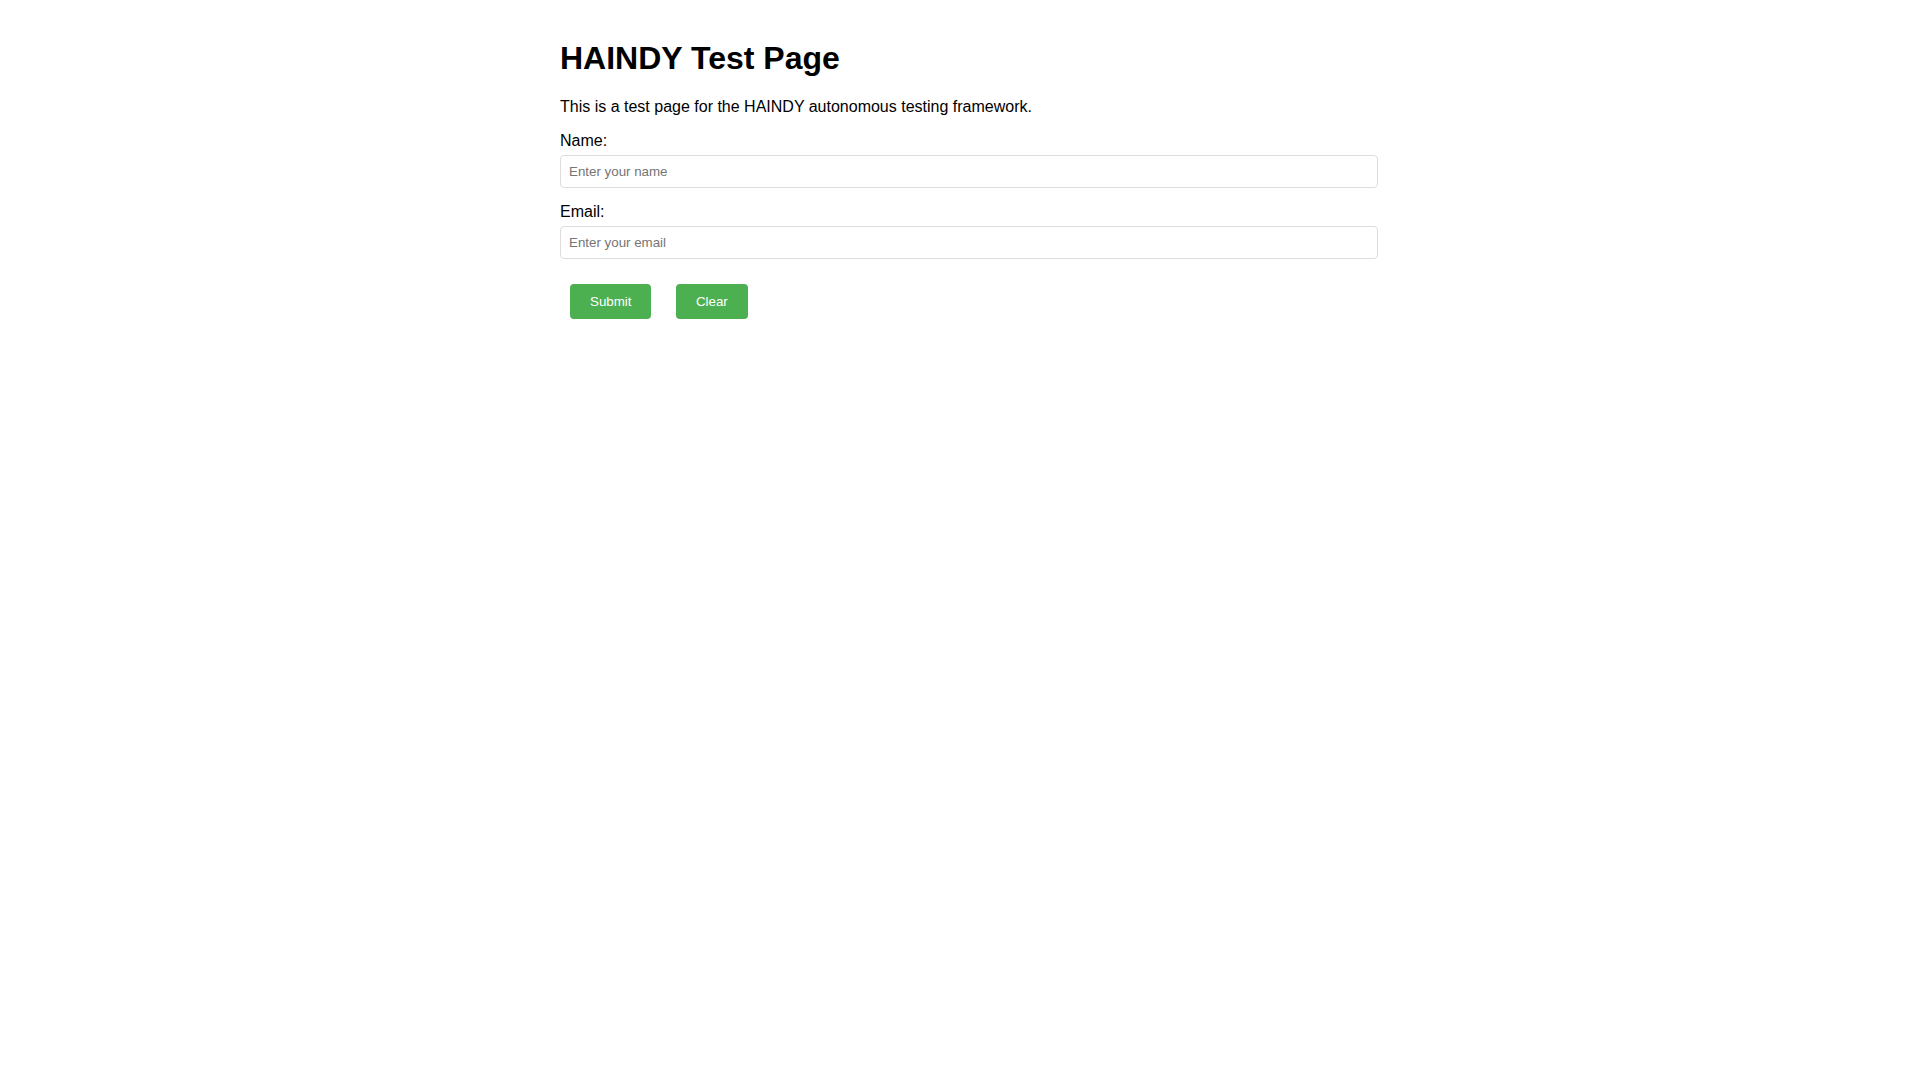 HAINDY Test Page
This is a test page for the HAINDY autonomous testing framework.
Name:
Enter your name
Email:
Enter your email
Submit Clear